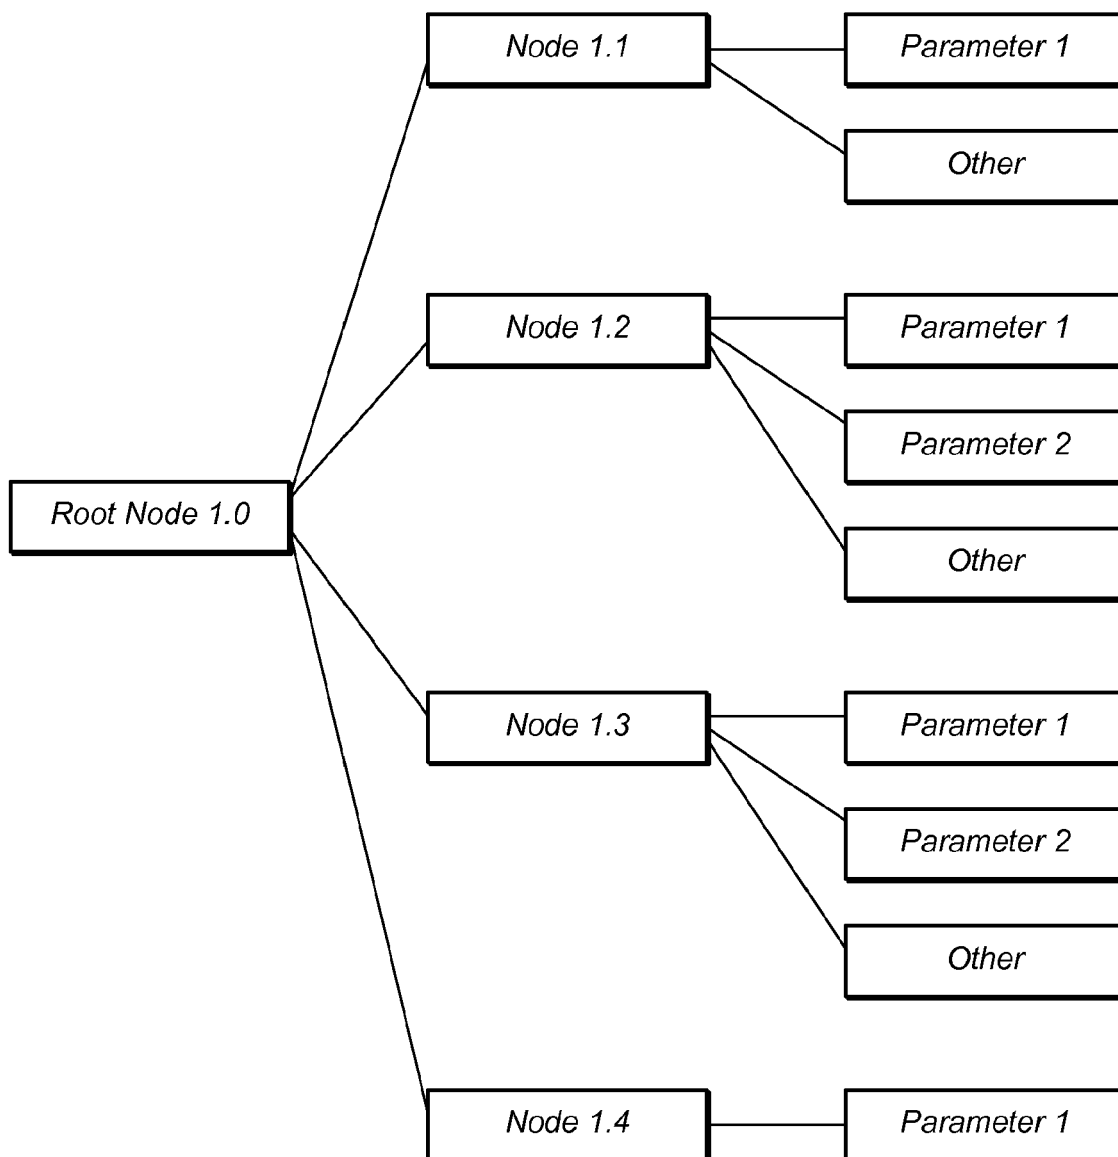 Node 1.1
Parameter 1
Other
Node 1.2
Parameter 1
Parameter 2
Other
Root Node 1.0
Node 1.3
Parameter 1
Parameter 2
Other
Node 1.4
Parameter 1